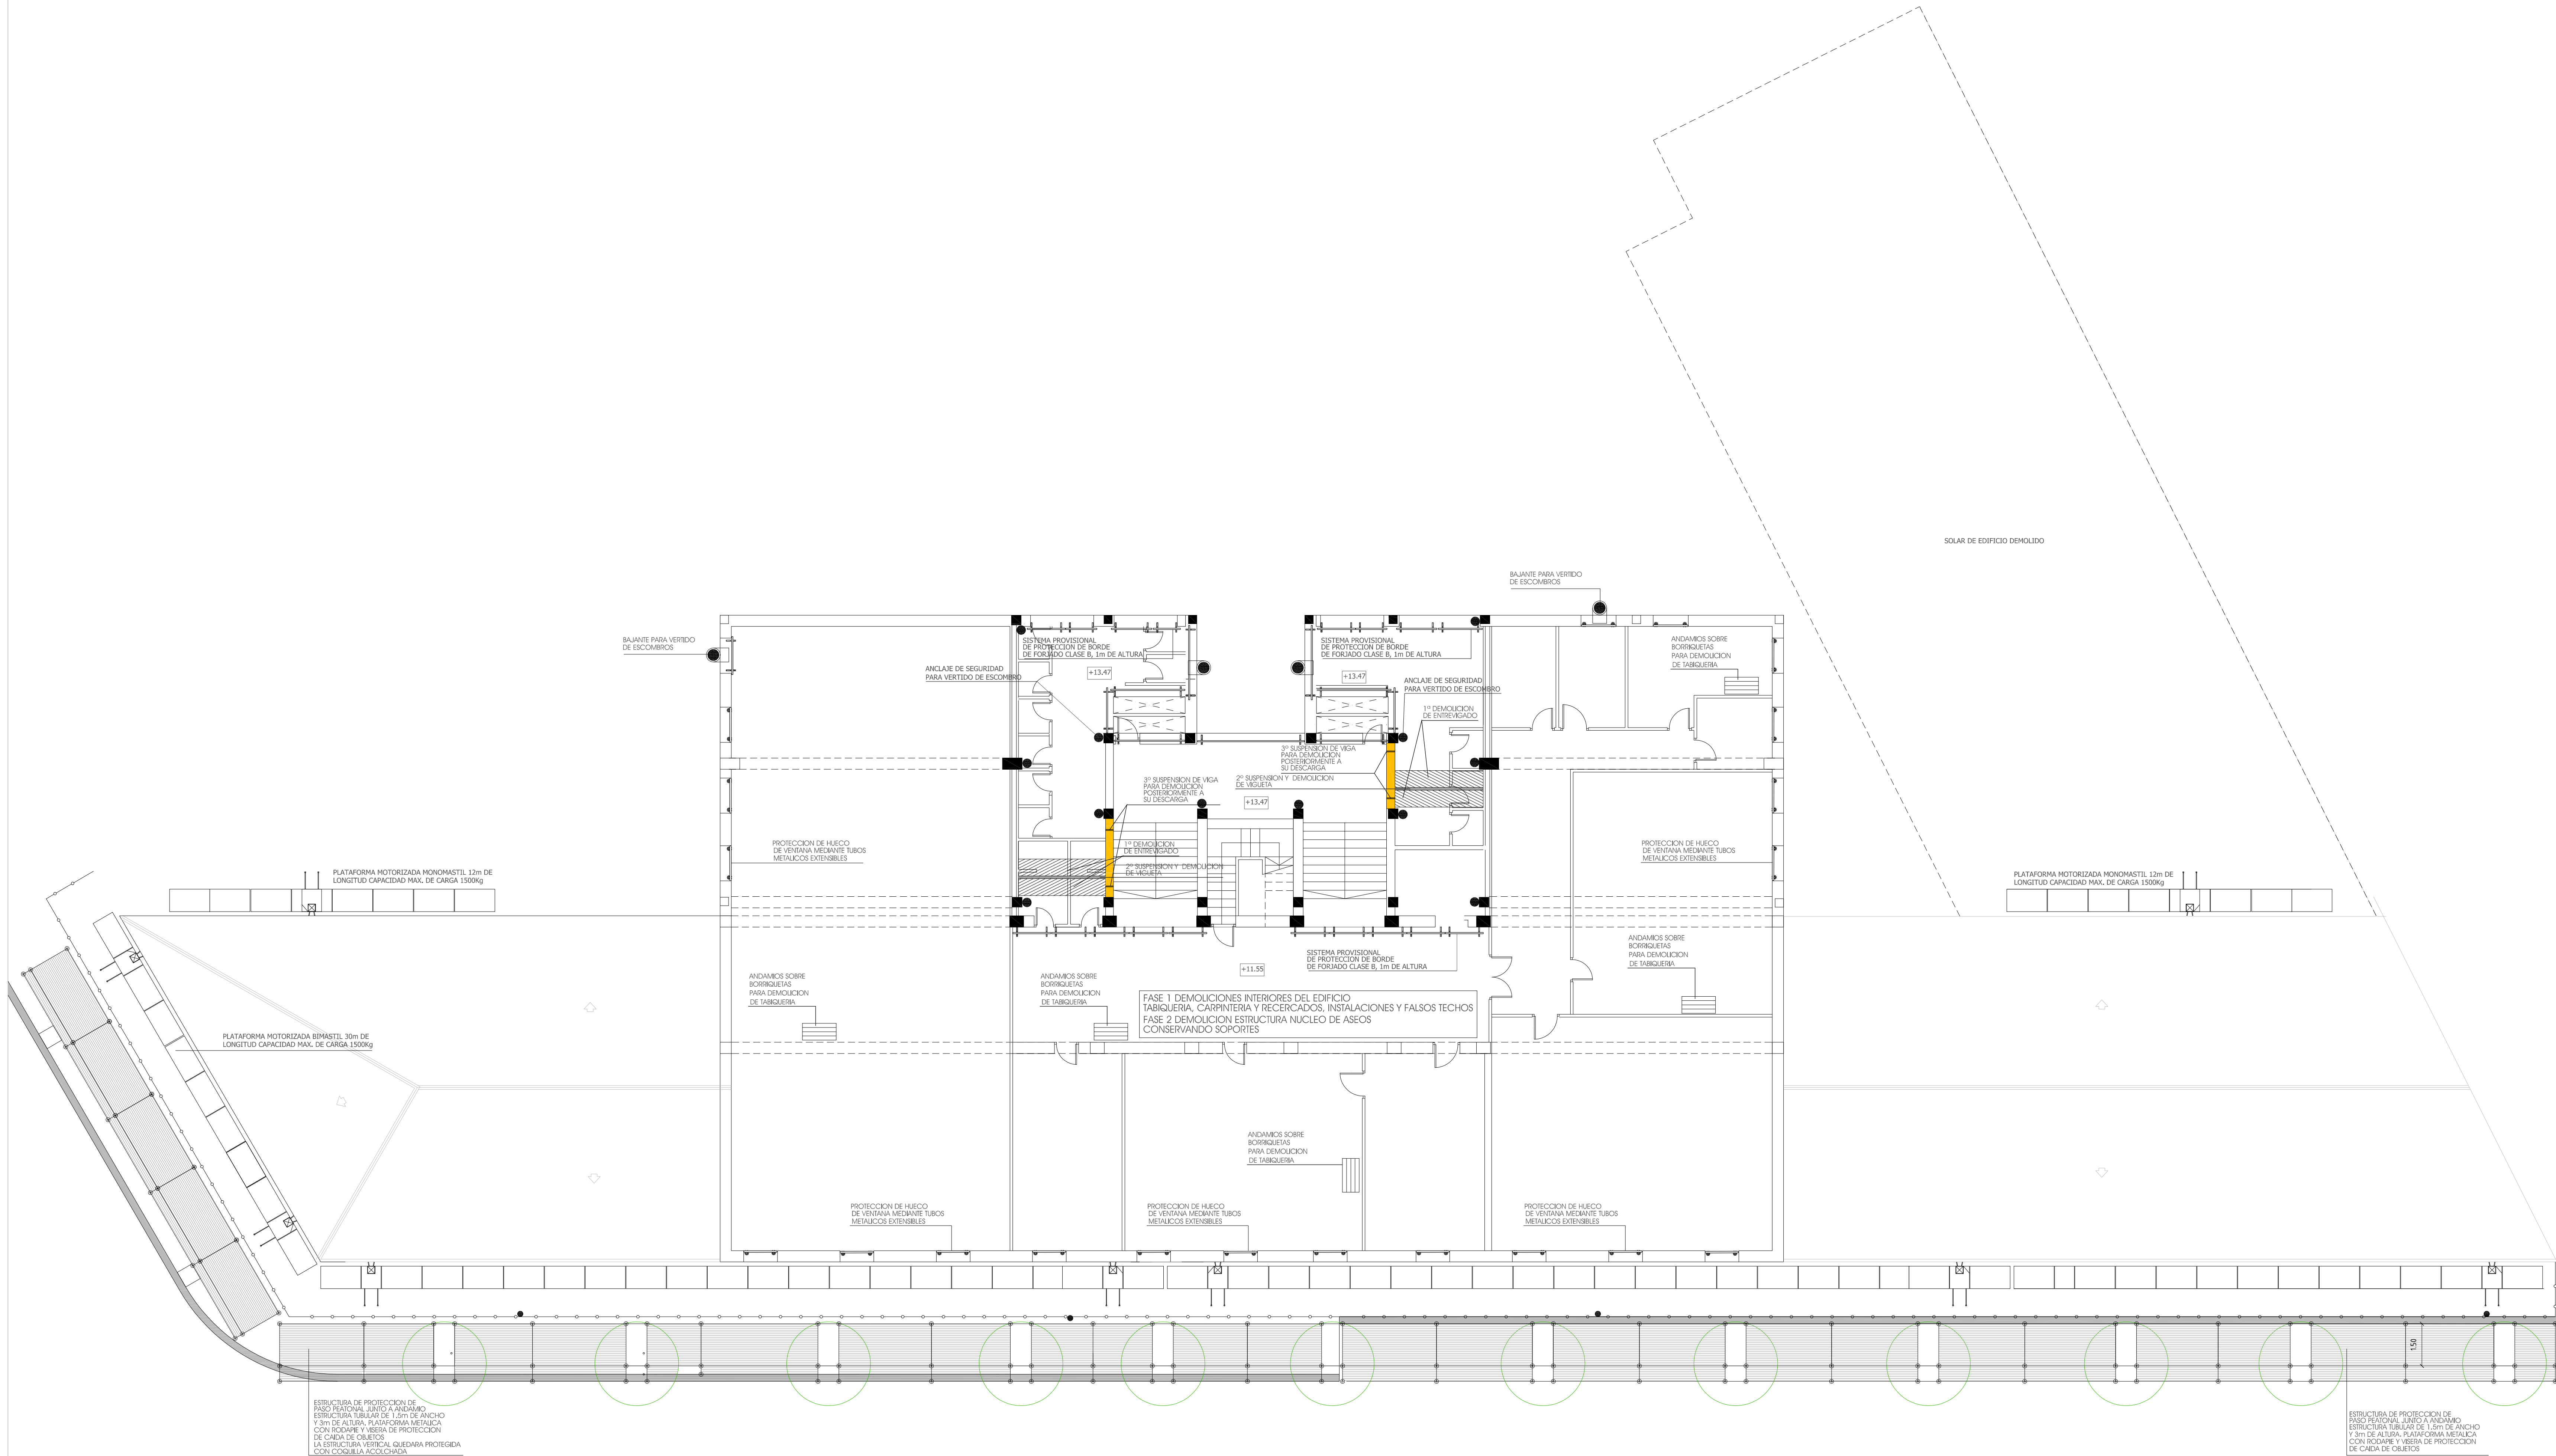 SOLAR DE EDIFICIO DEMOLIDO
BAJANTE PARA VERTIDO
DE ESCOMBROS
BAJANTE PARA VERTIDO
DE ESCOMBROS
SISTEMA PROVISIONAL
DE PROTECCION DE BORDE
DE FORJADO CLASE B, 1m DE ALTURA
SISTEMA PROVISIONAL
DE PROTECCION DE BORDE
DE FORJADO CLASE B, 1m DE ALTURA
ANDAMIOS SOBRE
BORRIQUETAS
PARA DEMOLICION
DE TABIQUERIA
ANCLAJE DE SEGURIDAD
PARA VERTIDO DE ESCOMBRO
+13.47
+13.47
ANCLAJE DE SEGURIDAD
PARA VERTIDO DE ESCOMBRO
1º DEMOLICION
DE ENTREVIGADO
3º SUSPENSION DE VIGA
PARA DEMOLICION
POSTERIORMENTE A
SU DESCARGA
2º SUSPENSION Y DEMOLICION
DE VIGUETA
3º SUSPENSION DE VIGA
PARA DEMOLICION
POSTERIORMENTE A
SU DESCARGA
+13.47
1º DEMOLICION
DE ENTREVIGADO
2º SUSPENSION Y DEMOLICION
DE VIGUETA
PROTECCION DE HUECO
DE VENTANA MEDIANTE TUBOS
METALICOS EXTENSIBLES
PROTECCION DE HUECO
DE VENTANA MEDIANTE TUBOS
METALICOS EXTENSIBLES
PLATAFORMA MOTORIZADA MONOMASTIL 12m DE
LONGITUD CAPACIDAD MAX. DE CARGA 1500Kg
PLATAFORMA MOTORIZADA MONOMASTIL 12m DE
LONGITUD CAPACIDAD MAX. DE CARGA 1500Kg
ANDAMIOS SOBRE
BORRIQUETAS
PARA DEMOLICION
DE TABIQUERIA
SISTEMA PROVISIONAL
DE PROTECCION DE BORDE
DE FORJADO CLASE B, 1m DE ALTURA
+11.55
ANDAMIOS SOBRE
BORRIQUETAS
PARA DEMOLICION
DE TABIQUERIA
ANDAMIOS SOBRE
BORRIQUETAS
PARA DEMOLICION
DE TABIQUERIA
FASE 1 DEMOLICIONES INTERIORES DEL EDIFICIO
TABIQUERIA, CARPINTERIA Y RECERCADOS, INSTALACIONES Y FALSOS TECHOS
FASE 2 DEMOLICION ESTRUCTURA NUCLEO DE ASEOS
CONSERVANDO SOPORTES
PLATAFORMA MOTORIZADA BIMASTIL 30m DE
LONGITUD CAPACIDAD MAX. DE CARGA 1500Kg
ANDAMIOS SOBRE
BORRIQUETAS
PARA DEMOLICION
DE TABIQUERIA
PROTECCION DE HUECO
DE VENTANA MEDIANTE TUBOS
METALICOS EXTENSIBLES
PROTECCION DE HUECO
DE VENTANA MEDIANTE TUBOS
METALICOS EXTENSIBLES
PROTECCION DE HUECO
DE VENTANA MEDIANTE TUBOS
METALICOS EXTENSIBLES
1.50
ESTRUCTURA DE PROTECCION DE
PASO PEATONAL JUNTO A ANDAMIO
ESTRUCTURA TUBULAR DE 1,5m DE ANCHO
Y 3m DE ALTURA. PLATAFORMA METALICA
CON RODAPIE Y VISERA DE PROTECCION
DE CAIDA DE OBJETOS
LA ESTRUCTURA VERTICAL QUEDARA PROTEGIDA
CON COQUILLA ACOLCHADA
ESTRUCTURA DE PROTECCION DE
PASO PEATONAL JUNTO A ANDAMIO
ESTRUCTURA TUBULAR DE 1,5m DE ANCHO
Y 3m DE ALTURA. PLATAFORMA METALICA
CON RODAPIE Y VISERA DE PROTECCION
DE CAIDA DE OBJETOS